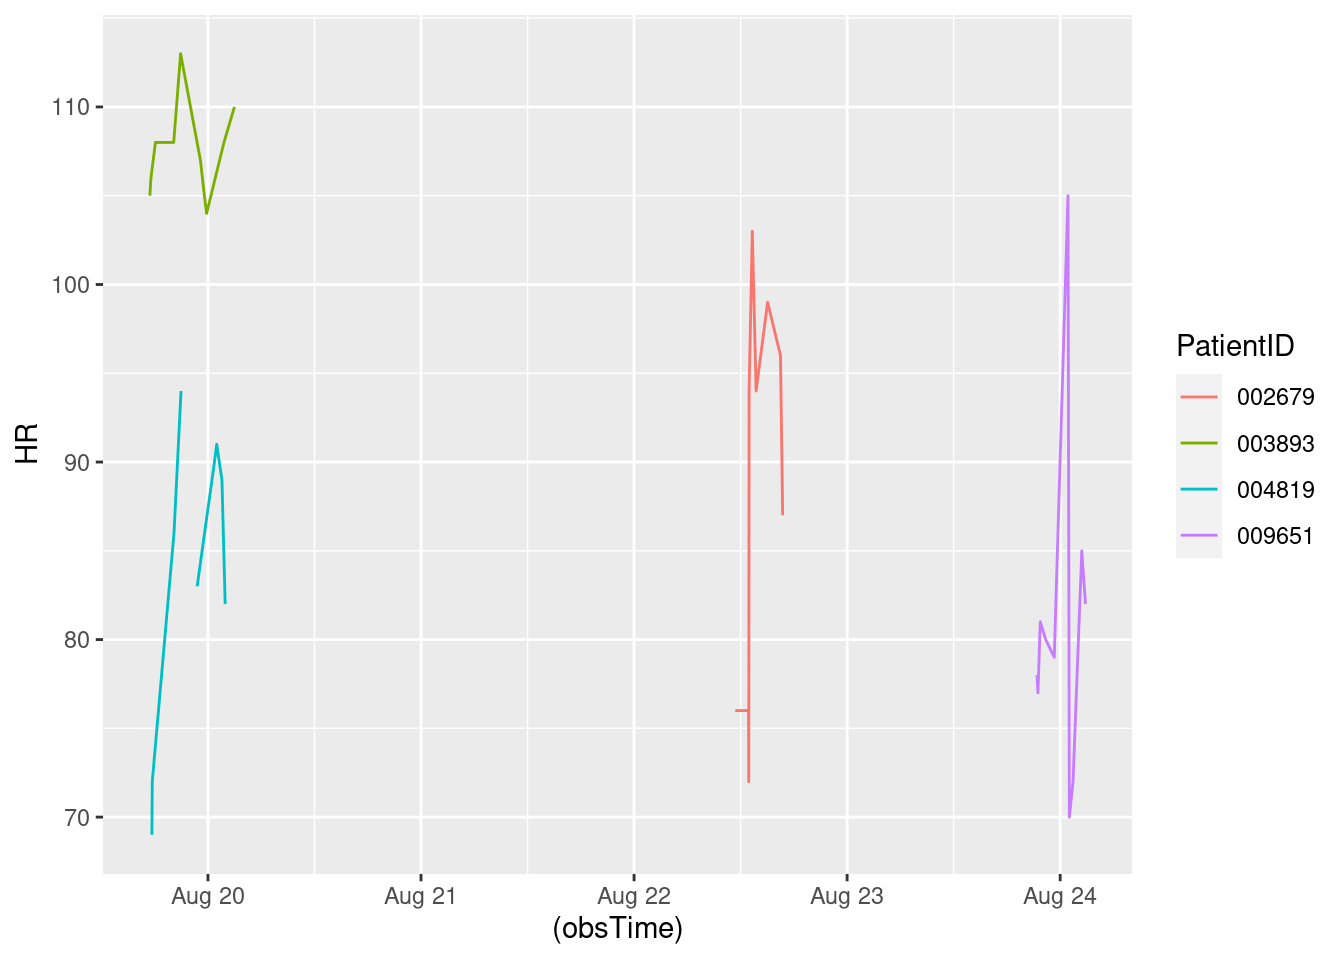 110
100
90
80
70
HR
Aug 20
Aug 21
Aug 22
Aug 23
Aug 24
(obsTime)
PatientID
002679
003893
004819
009651